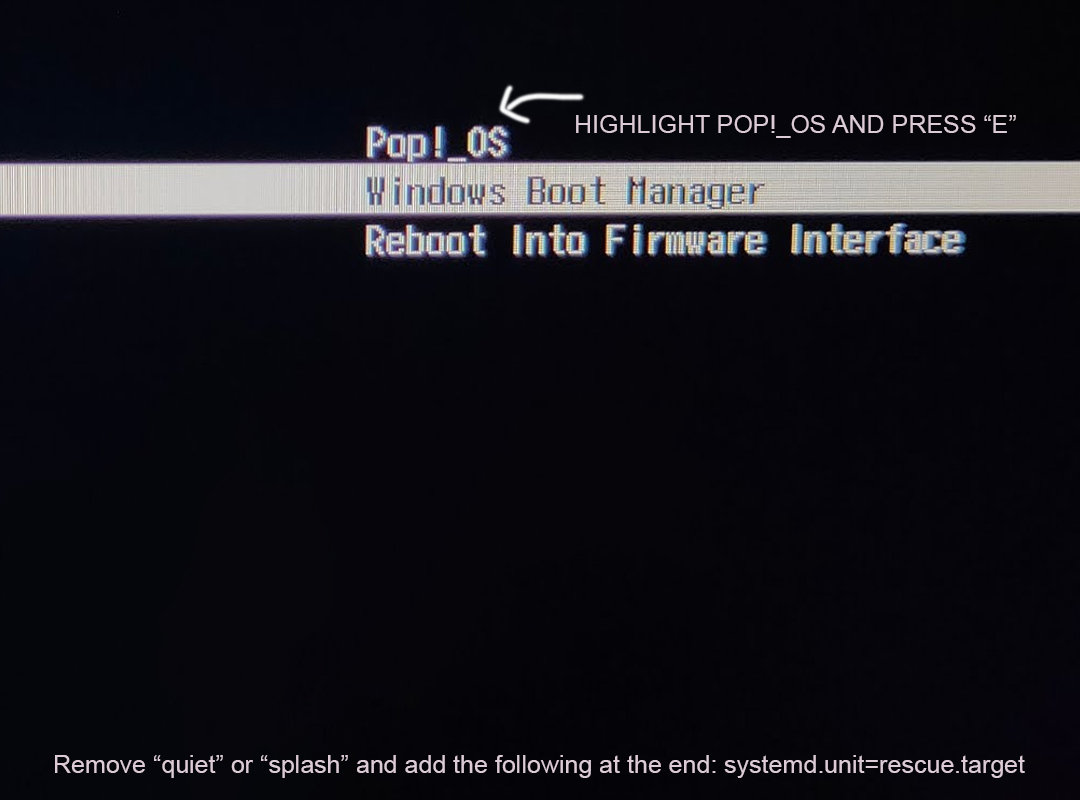 Pop!_OS
HIGHLIGHT POP!_OS AND PRESS “E”
Windows Boot Manager
Reboot Into Firmware Interface
Remove “quiet” or “splash” and add the following at the end: systemd.unit=rescue.target